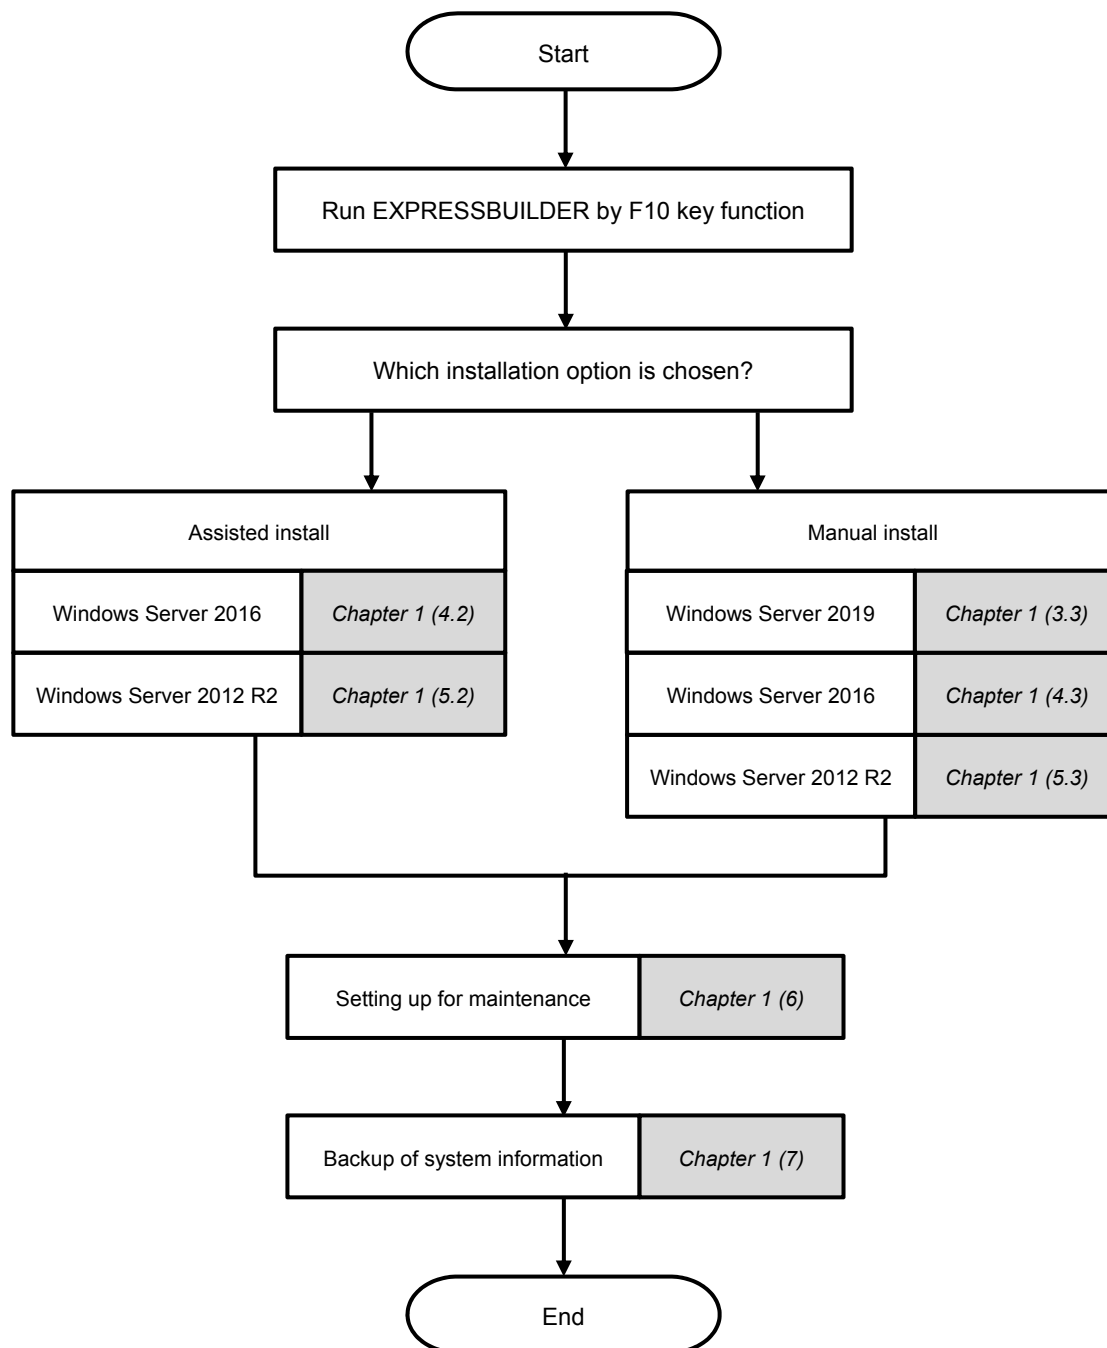 Start
Run EXPRESSBUILDER by F10 key function
Which installation option is chosen?
Assisted install
Windows Server 2016
Chapter 1 (4.2)
Windows Server 2012 R2
Chapter 1 (5.2)
Manual install
Windows Server 2019
Chapter 1 (3.3)
Windows Server 2016
Chapter 1 (4.3)
Windows Server 2012 R2
Chapter 1 (5.3)
Setting up for maintenance
Chapter 1 (6)
Backup of system information
Chapter 1 (7)
End